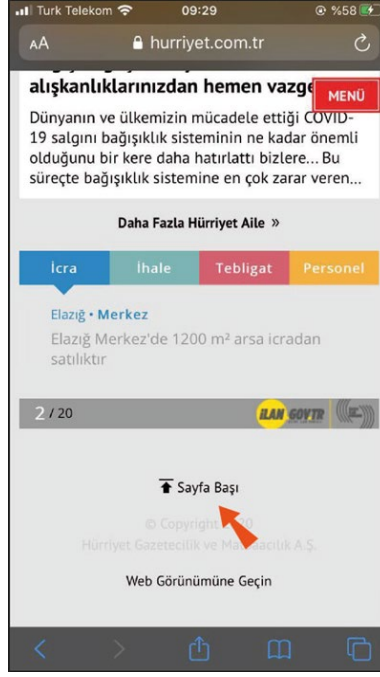 Turk Telekom 09:29 %58
AA hurriyet.com.tr
alışkanlıklarınızdan hemen vazge
MENÜ
Dünyanın ve ülkemizin mücadele ettiği COVID-
19 salgını bağışıklık sisteminin ne kadar önemli
olduğunu bir kere daha hatırlattı bizlere... Bu
süreçte bağışıklık sistemine en çok zarar veren...
Daha Fazla Hürriyet Aile »
İcra İhale Tebligat Personel
Elazığ • Merkez
Elazığ Merkez'de 1200 m² arsa icradan
satılıktır
2 / 20 iLAN GOV.TR
Sayfa Başı
© Copyright 20
Hürriyet Gazetecilik ve Matbaacılık A.Ş.
Web Görünümüne Geçin